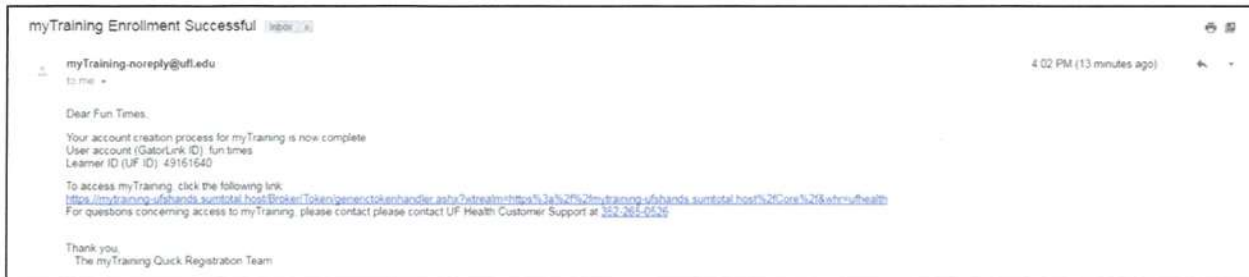 myTraining Enrollment Successful Inbox x
myTraining-noreply@ufl.edu 4:02 PM (13 minutes ago)
to me
Dear Fun Times,
Your account creation process for myTraining is now complete
User account (GatorLink ID): fun times
Learner ID (UF ID): 49161640
To access myTraining, click the following link:
https://mytraining-ufshands.sumtotal.host/Broker/Token/generictokenhandler.ashx?wtrealm=https%3a%2f%2fmytraining-ufshands.sumtotal.host%2fCore%2f&whr=ufhealth
For questions concerning access to myTraining, please contact please contact UF Health Customer Support at 352-265-0526
Thank you,
The myTraining Quick Registration Team